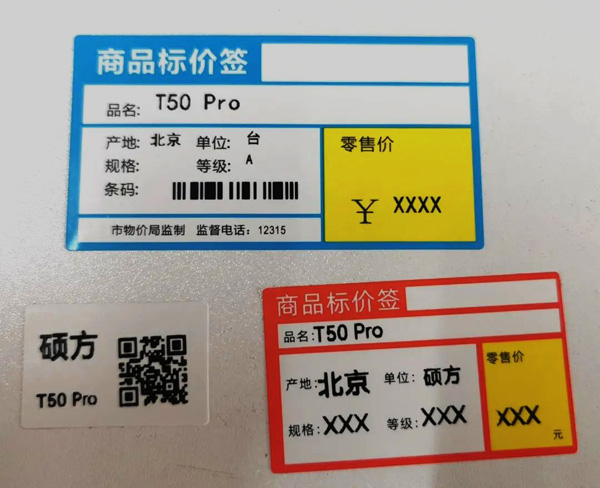 商品标价签
品名: T50 Pro
产地: 北京 单位: 台
规格: 等级: A
条码:
零售价
¥ XXXX
市物价局监制 监督电话: 12315
硕方
T50 Pro
商品标价签
品名: T50 Pro
产地: 北京 单位: 硕方
规格: XXX 等级: XXX
零售价
XXX
元